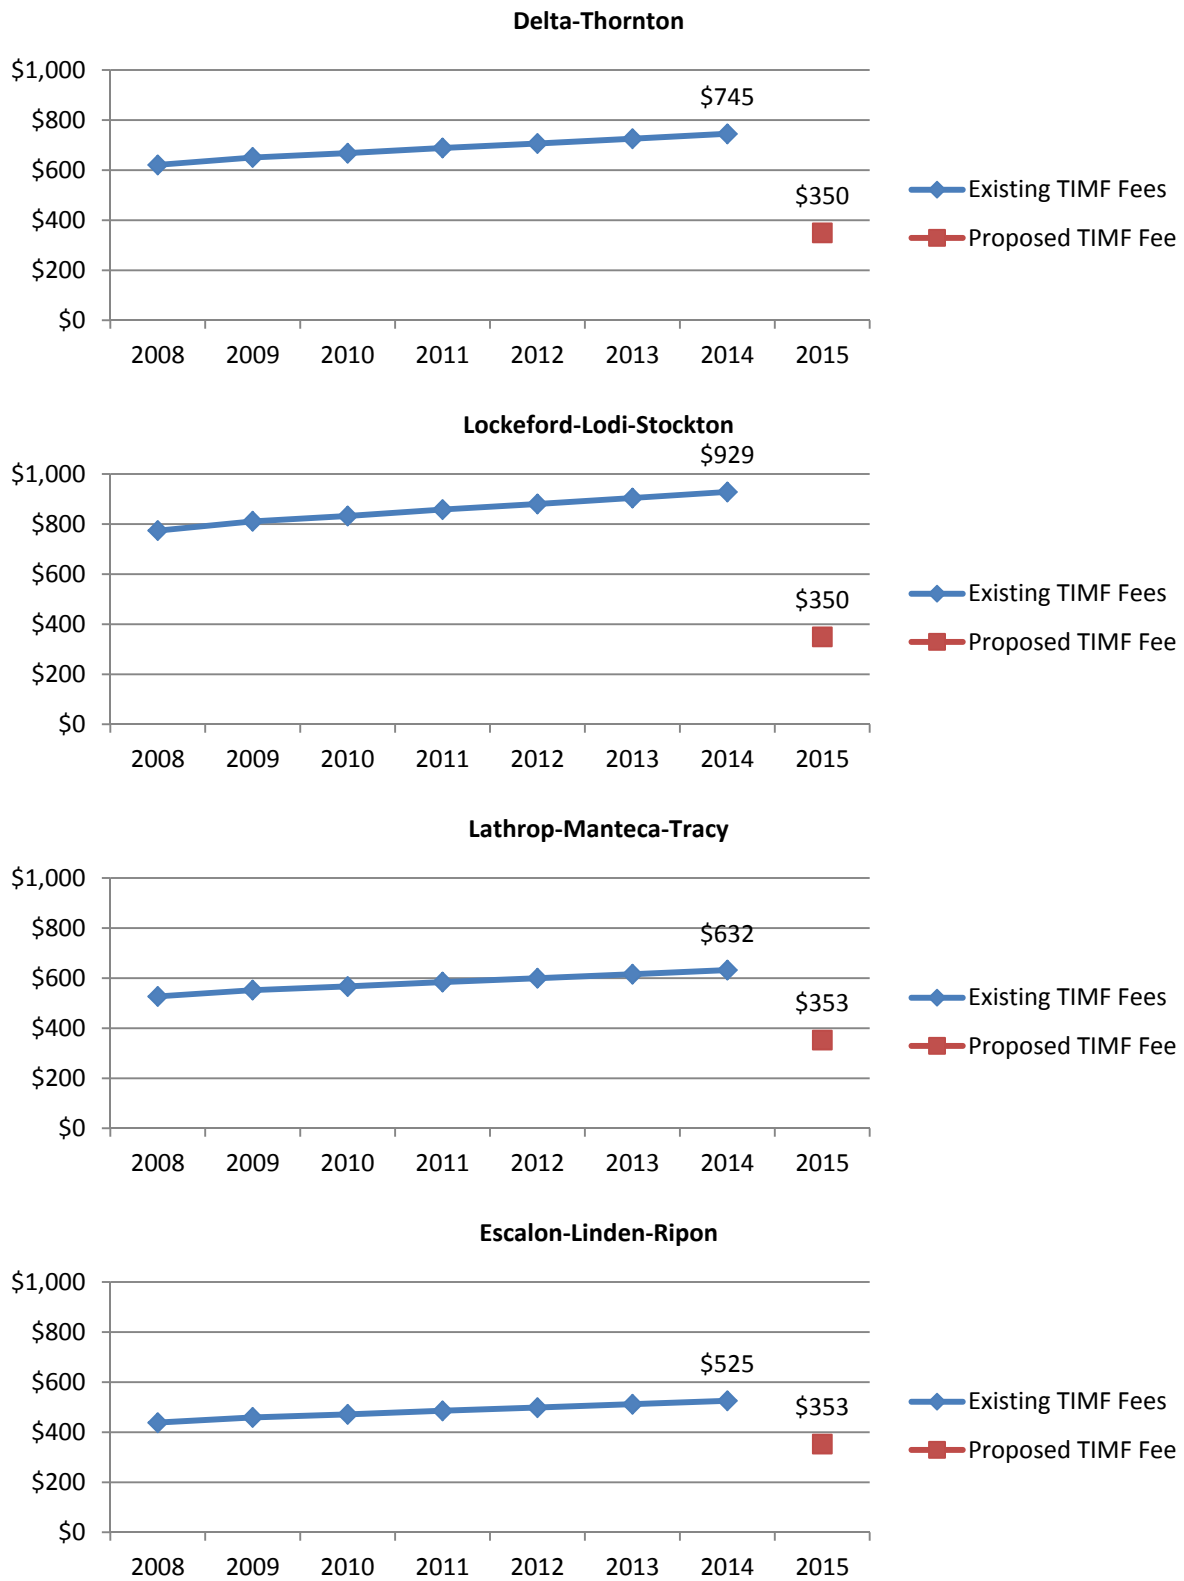 Delta-Thornton
$1,000
$800
$600
$400
$200
$0
$745
$350
2008 2009 2010 2011 2012 2013 2014 2015
Existing TIMF Fees
Proposed TIMF Fee
Lockeford-Lodi-Stockton
$1,000
$800
$600
$400
$200
$0
$929
$350
2008 2009 2010 2011 2012 2013 2014 2015
Existing TIMF Fees
Proposed TIMF Fee
Lathrop-Manteca-Tracy
$1,000
$800
$600
$400
$200
$0
$632
$353
2008 2009 2010 2011 2012 2013 2014 2015
Existing TIMF Fees
Proposed TIMF Fee
Escalon-Linden-Ripon
$1,000
$800
$600
$400
$200
$0
$525
$353
2008 2009 2010 2011 2012 2013 2014 2015
Existing TIMF Fees
Proposed TIMF Fee